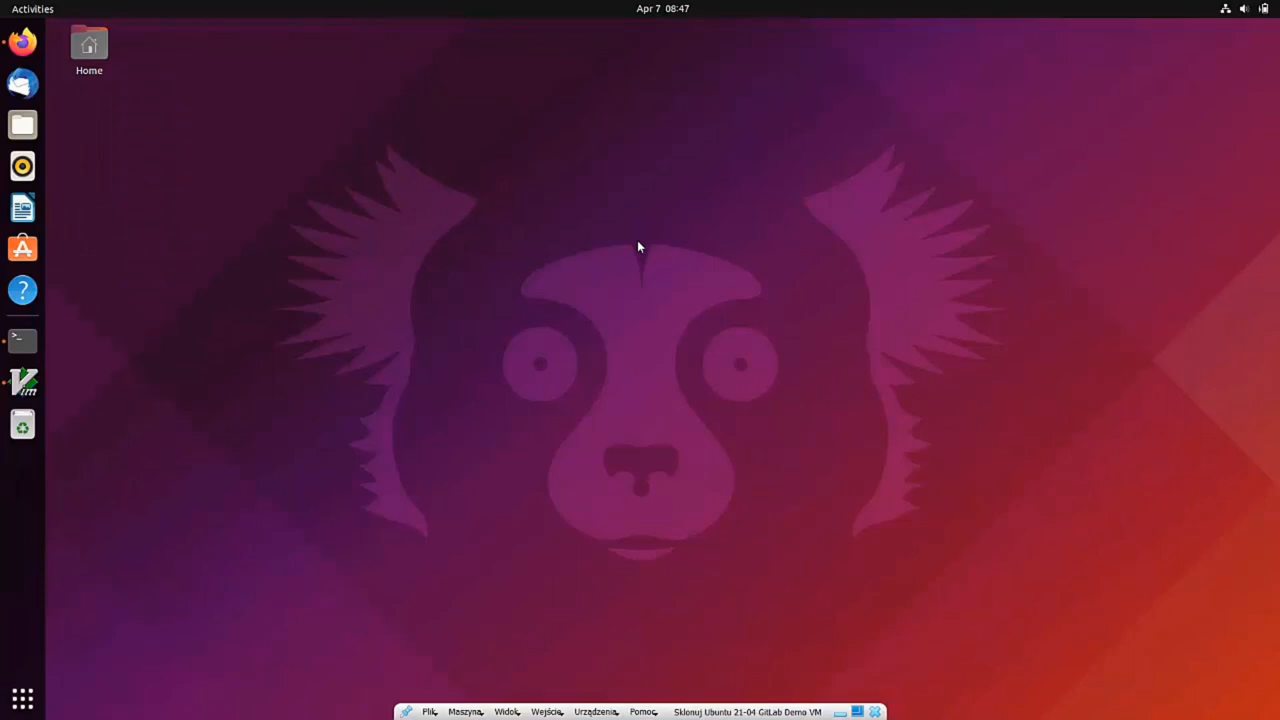 Activities
Apr 7 08:47
Home
Vim
Plik
Maszyna
Widok
Wejście
Urządzenia
Pomoc
Sklonuj Ubuntu 21-04 GitLab Demo VM